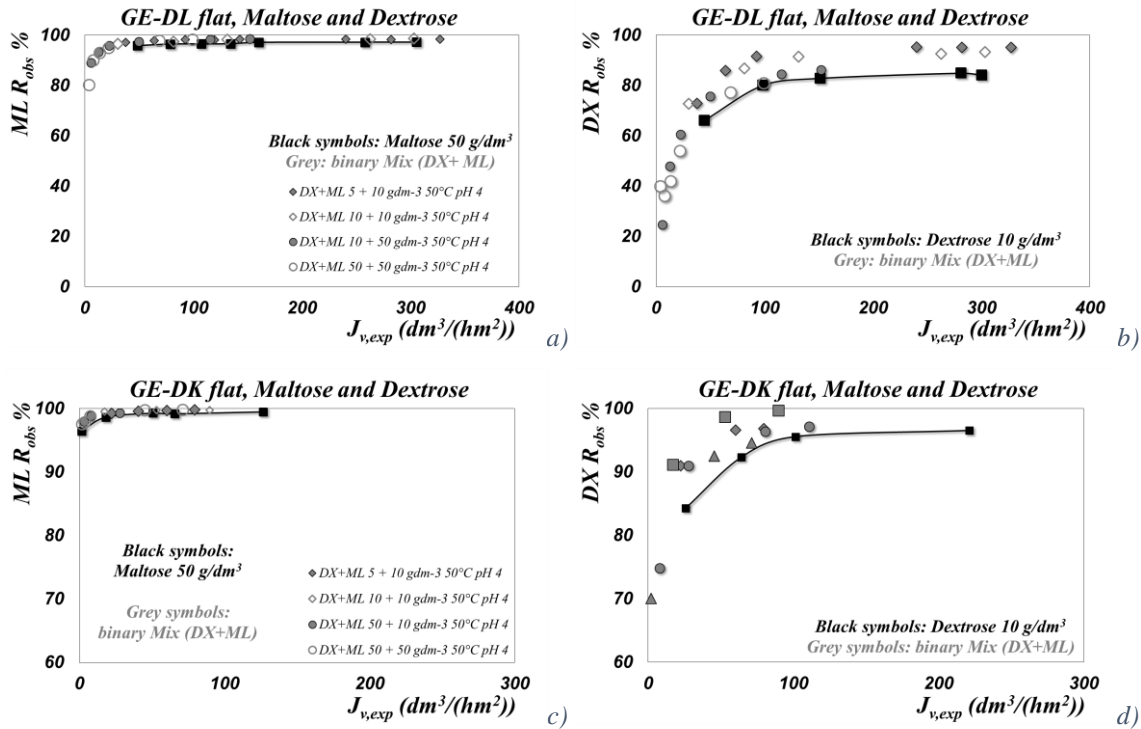 GE-DL flat, Maltose and Dextrose
ML R_obs %
100
80
60
40
20
0
Black symbols: Maltose 50 g/dm³
Grey: binary Mix (DX+ ML)
DX+ML 5 + 10 gdm-3 50°C pH 4
DX+ML 10 + 10 gdm-3 50°C pH 4
DX+ML 10 + 50 gdm-3 50°C pH 4
DX+ML 50 + 50 gdm-3 50°C pH 4
0 100 200 300 400
J_v,exp (dm³/(hm²))
a)
GE-DL flat, Maltose and Dextrose
DX R_obs %
100
80
60
40
20
0
Black symbols: Dextrose 10 g/dm³
Grey: binary Mix (DX+ML)
0 100 200 300 400
J_v,exp (dm³/(hm²))
b)
GE-DK flat, Maltose and Dextrose
ML R_obs %
100
90
80
70
60
Black symbols:
Maltose 50 g/dm³
Grey symbols:
binary Mix (DX+ML)
DX+ML 5 + 10 gdm-3 50°C pH 4
DX+ML 10 + 10 gdm-3 50°C pH 4
DX+ML 50 + 10 gdm-3 50°C pH 4
DX+ML 50 + 50 gdm-3 50°C pH 4
0 100 200 300
J_v,exp (dm³/(hm²))
c)
GE-DK flat, Maltose and Dextrose
DX R_obs %
100
90
80
70
60
Black symbols: Dextrose 10 g/dm³
Grey symbols: binary Mix (DX+ML)
0 100 200 300
J_v,exp (dm³/(hm²))
d)